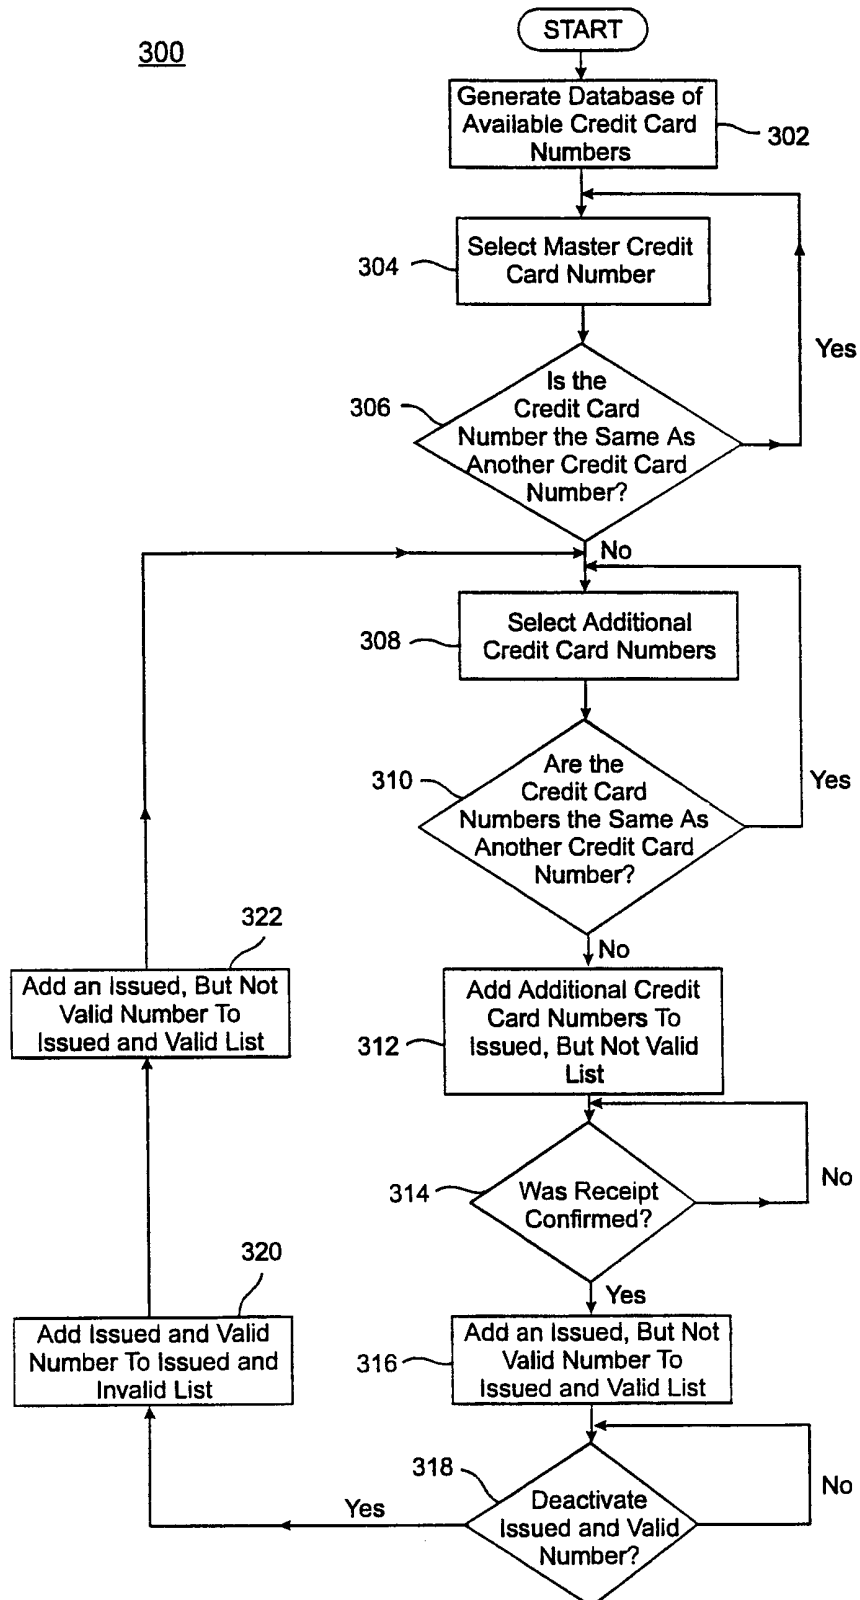 300
START
Generate Database of
Available Credit Card
Numbers
302
Select Master Credit
Card Number
304
Yes
Is the
Credit Card
Number the Same As
Another Credit Card
Number?
306
No
Select Additional
Credit Card Numbers
308
Are the
Credit Card
Numbers the Same As
Another Credit Card
Number?
310
Yes
No
322
Add an Issued, But Not
Valid Number To
Issued and Valid List
Add Additional Credit
Card Numbers To
Issued, But Not Valid
List
312
Was Receipt
Confirmed?
314
No
Yes
320
Add Issued and Valid
Number To Issued and
Invalid List
Add an Issued, But Not
Valid Number To
Issued and Valid List
316
318
Deactivate
Issued and Valid
Number?
No
Yes